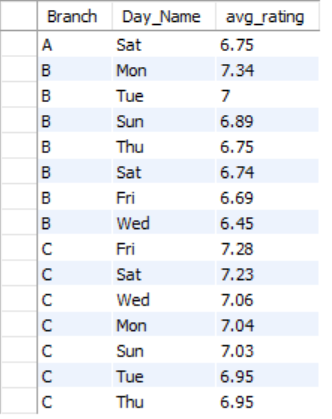 Branch Day_Name avg_rating
A Sat 6.75
B Mon 7.34
B Tue 7
B Sun 6.89
B Thu 6.75
B Sat 6.74
B Fri 6.69
B Wed 6.45
C Fri 7.28
C Sat 7.23
C Wed 7.06
C Mon 7.04
C Sun 7.03
C Tue 6.95
C Thu 6.95